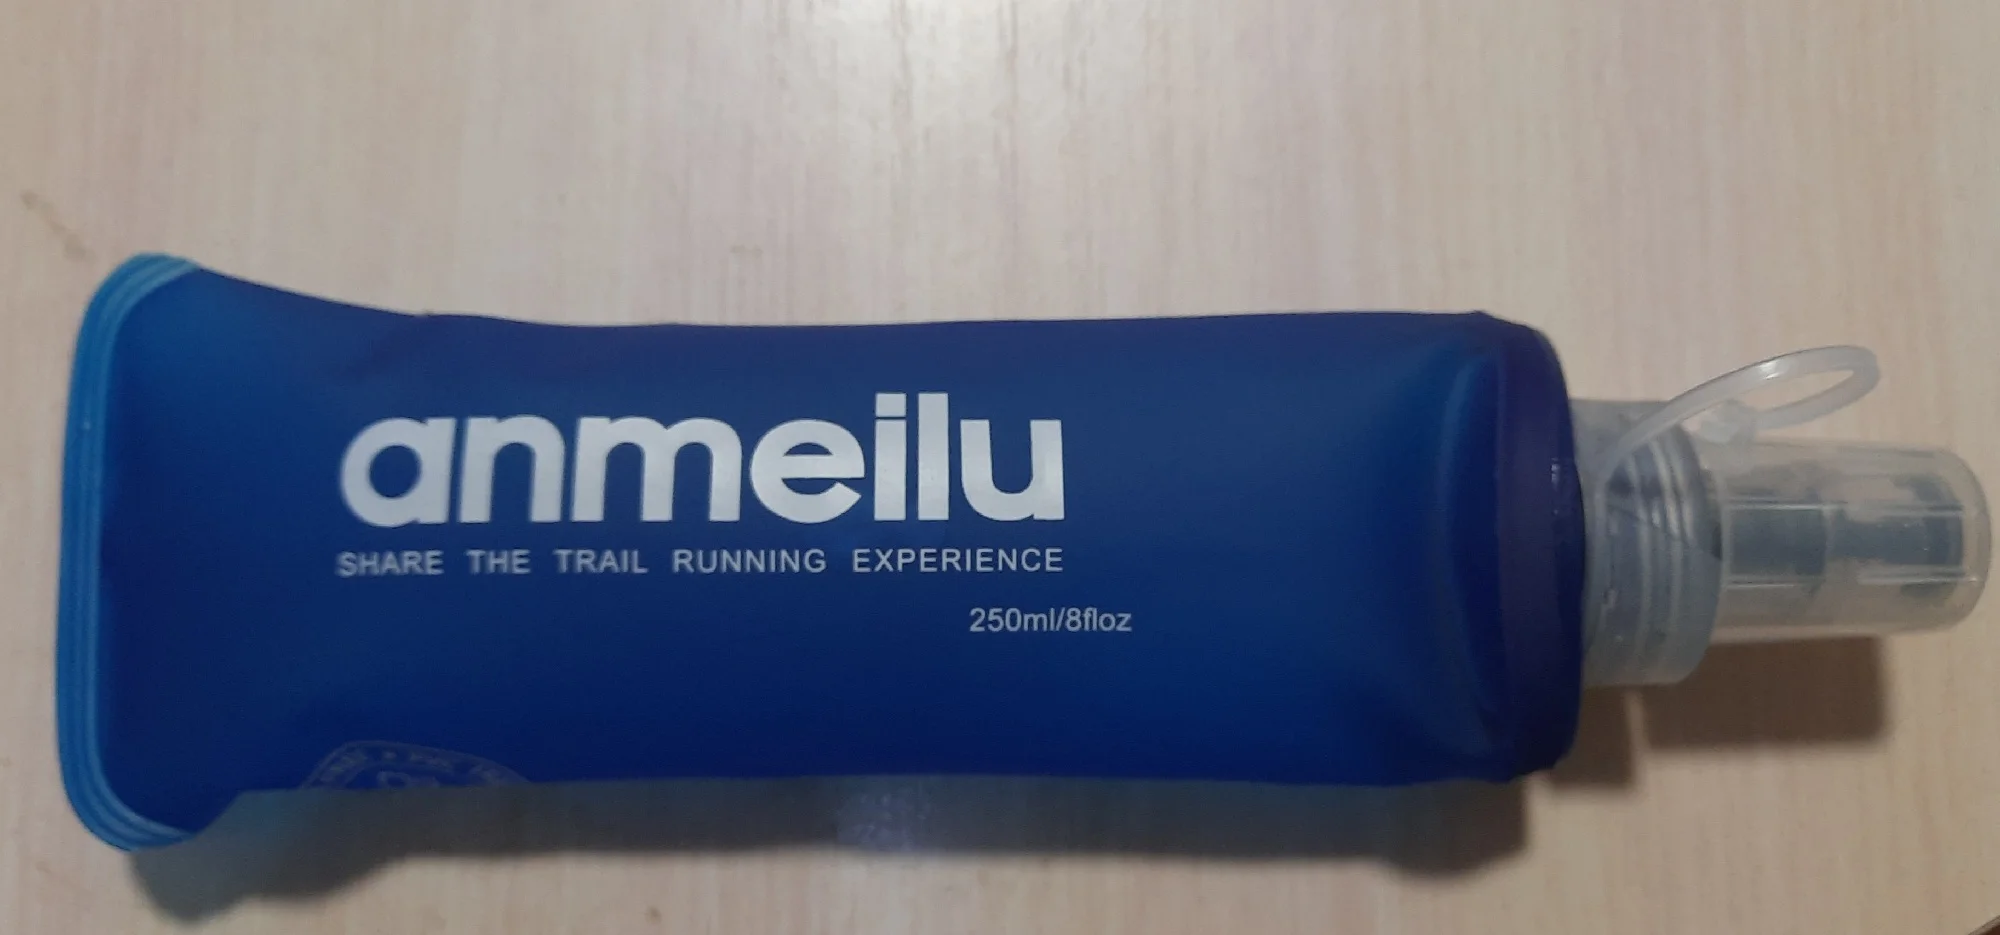 anmeilu
SHARE THE TRAIL RUNNING EXPERIENCE
250ml/8floz